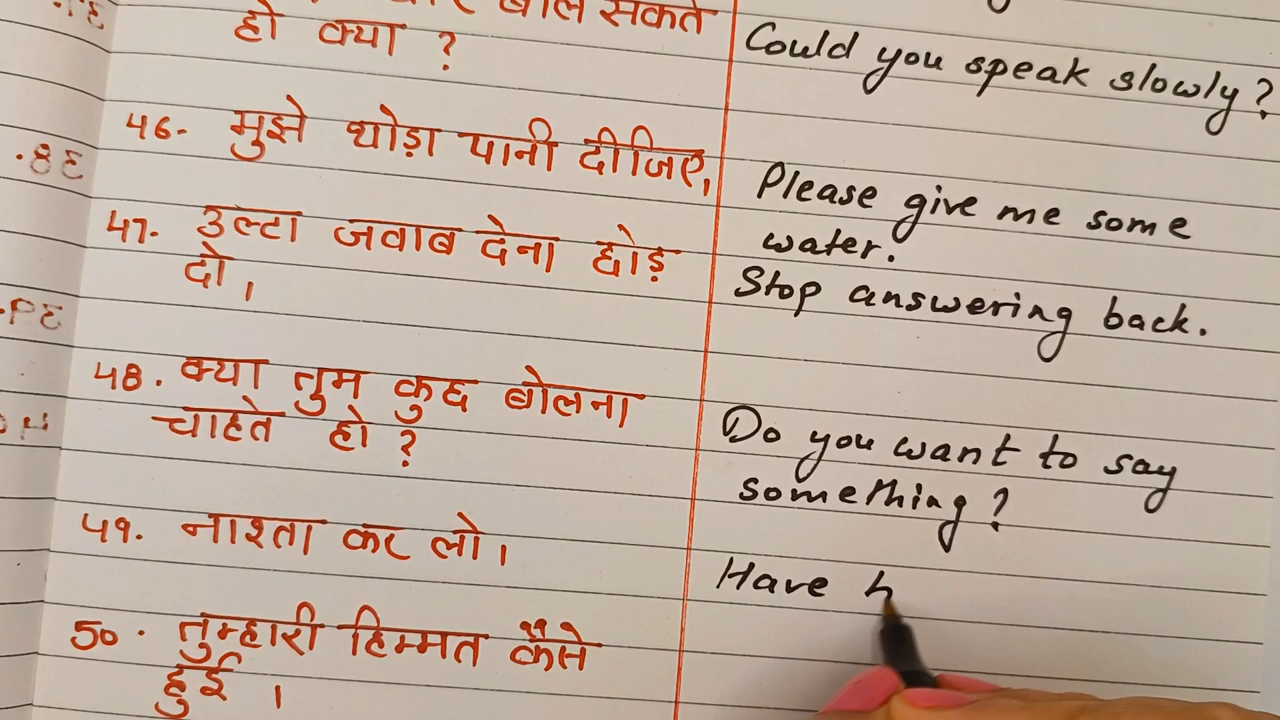 बोल सकते
हो क्या ?
Could you speak slowly ?
46. मुझे थोड़ा पानी दीजिए,
Please give me some
water.
47. उल्टा जवाब देना छोड़
दो ।
Stop answering back.
48. क्या तुम कुछ बोलना
चाहते हो ?
Do you want to say
something ?
49. नाश्ता कर लो ।
Have
50. तुम्हारी हिम्मत कैसे
हुई ।